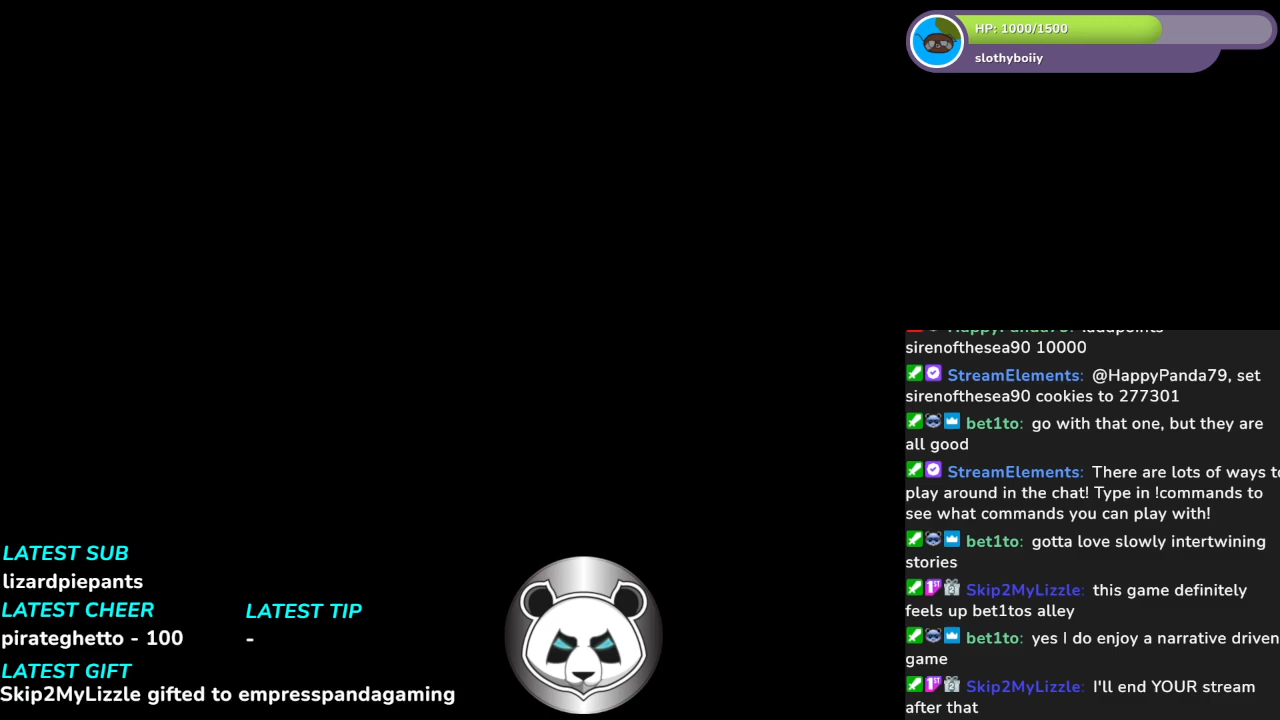 HP: 1000/1500
slothyboiiy
sirenofthesea90 10000
StreamElements: @HappyPanda79, set
sirenofthesea90 cookies to 277301
bet1to: go with that one, but they are
all good
StreamElements: There are lots of ways to
play around in the chat! Type in !commands to
see what commands you can play with!
bet1to: gotta love slowly intertwining
stories
Skip2MyLizzle: this game definitely
feels up bet1tos alley
bet1to: yes I do enjoy a narrative driven
game
Skip2MyLizzle: I'll end YOUR stream
after that
LATEST SUB
lizardpiepants
LATEST CHEER
pirateghetto - 100
LATEST TIP
-
LATEST GIFT
Skip2MyLizzle gifted to empresspandagaming